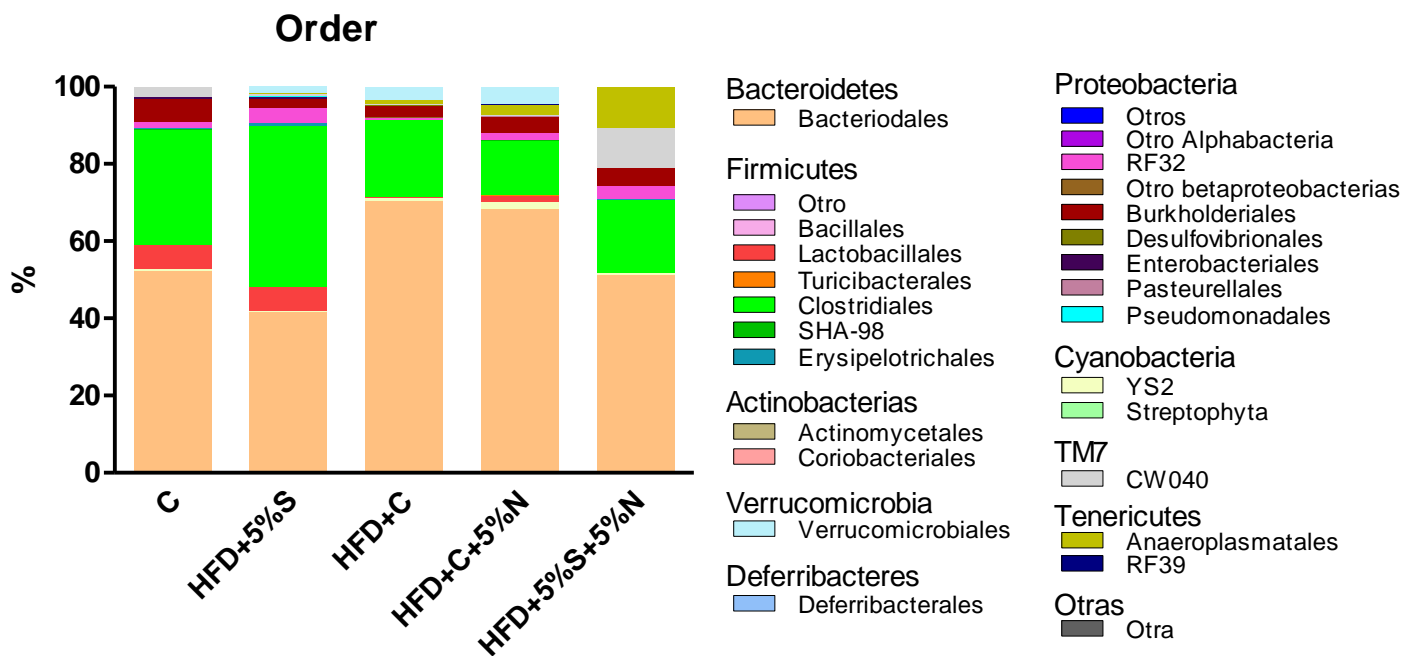 Order
%
100
80
60
40
20
0
C
HFD+5%S
HFD+C
HFD+C+5%N
HFD+5%S+5%N
Bacteroidetes
Bacteriodales
Firmicutes
Otro
Bacillales
Lactobacillales
Turicibacterales
Clostridiales
SHA-98
Erysipelotrichales
Actinobacterias
Actinomycetales
Coriobacteriales
Verrucomicrobia
Verrucomicrobiales
Deferribacteres
Deferribacterales
Proteobacteria
Otros
Otro Alphabacteria
RF32
Otro betaproteobacterias
Burkholderiales
Desulfovibrionales
Enterobacteriales
Pasteurellales
Pseudomonadales
Cyanobacteria
YS2
Streptophyta
TM7
CW040
Tenericutes
Anaeroplasmatales
RF39
Otras
Otra